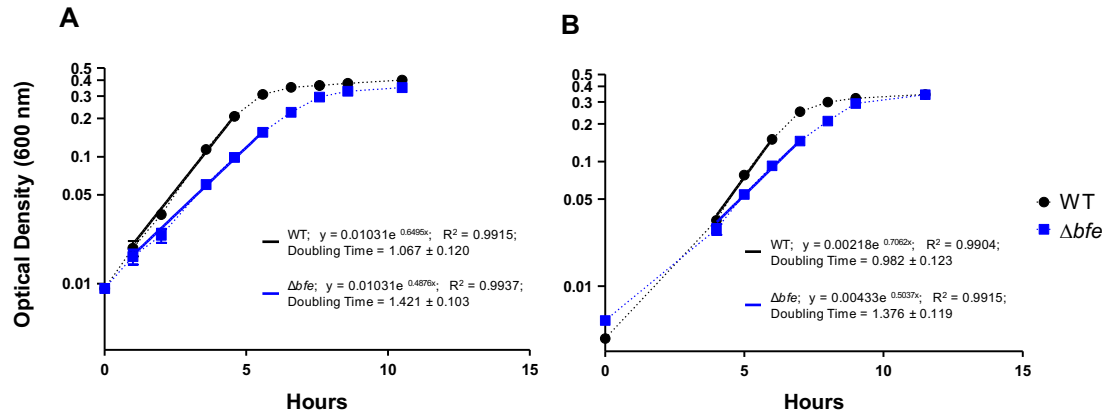 A
Optical Density (600 nm)
0.5
0.4
0.3
0.2
0.1
0.05
0.01
WT; y = 0.01031e 0.6495x; R2 = 0.9915;
Doubling Time = 1.067 ± 0.120
Δbfe; y = 0.01031e 0.4876x; R2 = 0.9937;
Doubling Time = 1.421 ± 0.103
0 5 10 15
Hours
B
0.5
0.4
0.3
0.2
0.1
0.05
0.01
WT; y = 0.00218e 0.7062x; R2 = 0.9904;
Doubling Time = 0.982 ± 0.123
Δbfe; y = 0.00433e 0.5037x; R2 = 0.9915;
Doubling Time = 1.376 ± 0.119
0 5 10 15
Hours
WT
Δbfe